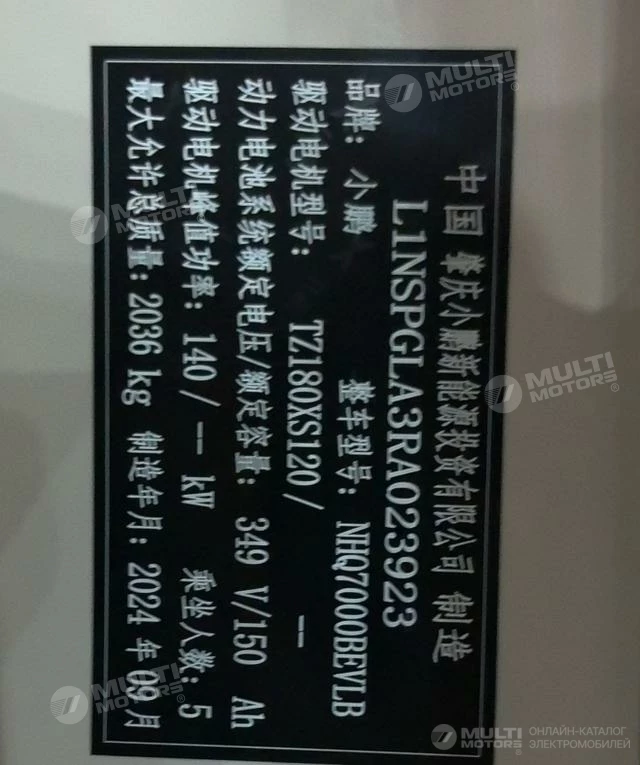 中国 肇庆小鹏新能源投资有限公司 制造
L1NSPGLA3RA023923
品牌: 小鹏 整车型号: NHQ7000BEVLB
驱动电机型号: TZ180XS120/ --
动力电池系统额定电压/额定容量: 349 V/150 Ah
驱动电机峰值功率: 140/-- kW 乘坐人数: 5
最大允许总质量: 2036 kg 制造年月: 2024 年 09 月
MULTI MOTORS®
MULTI MOTORS®
MULTI MOTORS®
MULTI MOTORS®
MULTI MOTORS® ОНЛАЙН-КАТАЛОГ ЭЛЕКТРОМОБИЛЕЙ